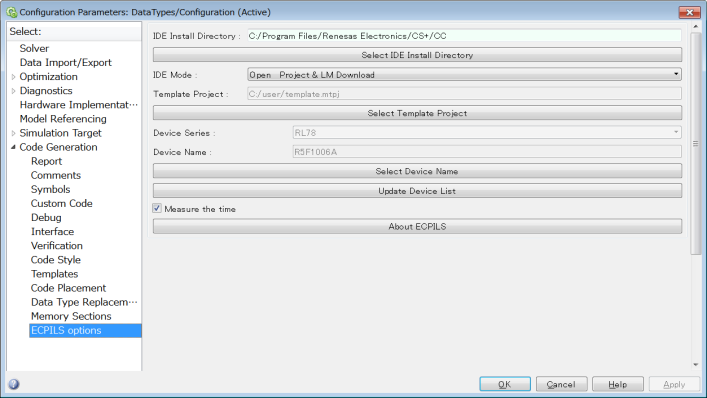 Configuration Parameters: DataTypes/Configuration (Active)
Select:
Solver
Data Import/Export
Optimization
Diagnostics
Hardware Implementat···
Model Referencing
Simulation Target
Code Generation
Report
Comments
Symbols
Custom Code
Debug
Interface
Verification
Code Style
Templates
Code Placement
Data Type Replacem···
Memory Sections
ECPILS options
IDE Install Directory : C:/Program Files/Renesas Electronics/CS+/CC
Select IDE Install Directory
IDE Mode : Open Project & LM Download
Template Project : C:/user/template.mtpj
Select Template Project
Device Series : RL78
Device Name : R5F1006A
Select Device Name
Update Device List
Measure the time
About ECPILS
OK Cancel Help Apply